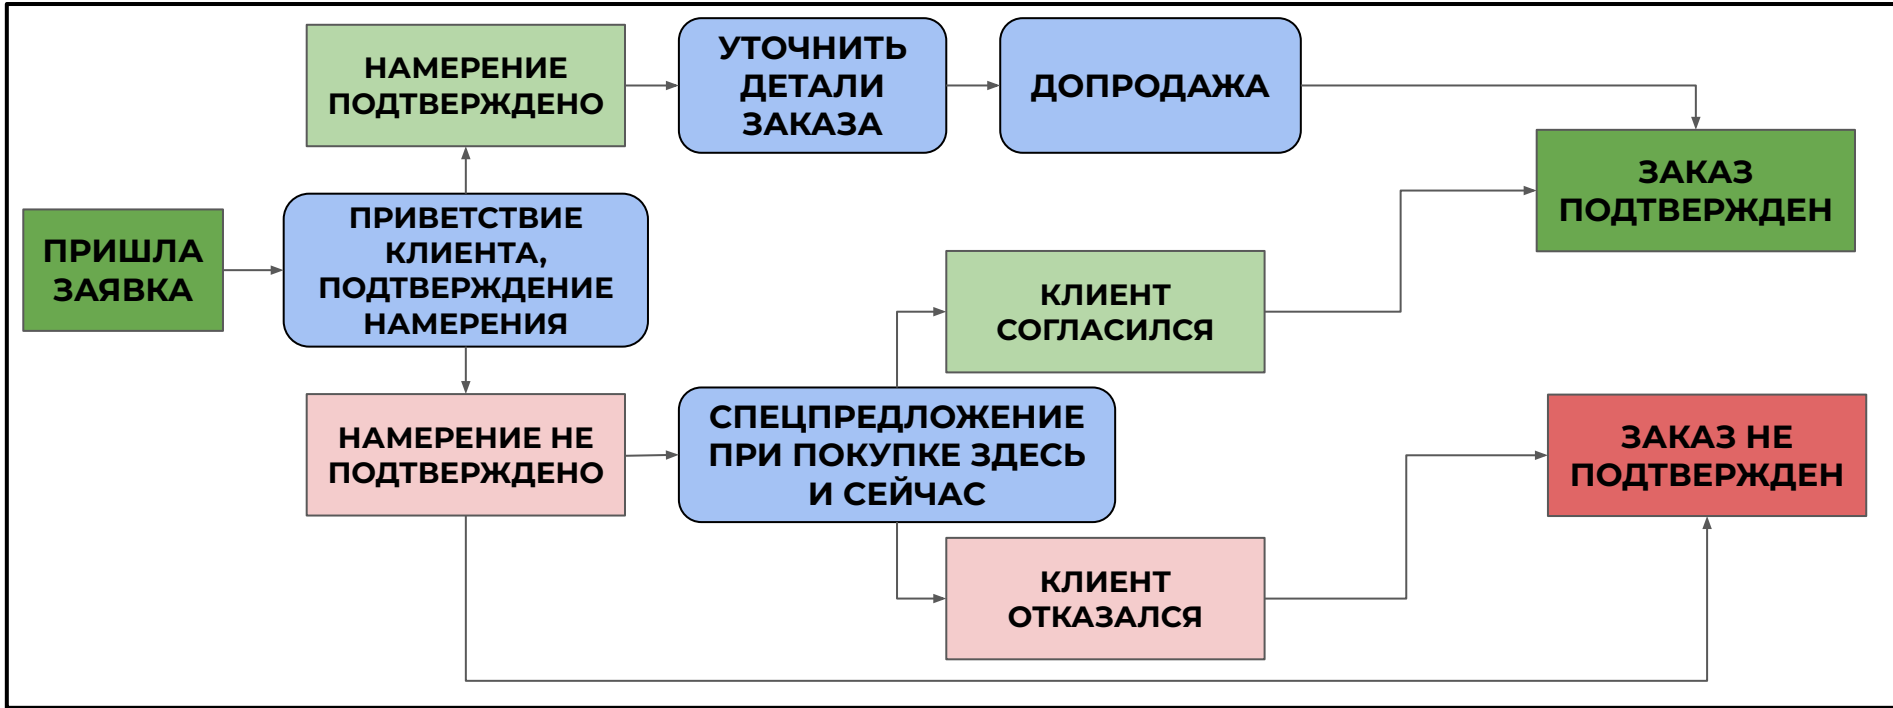 ПРИШЛА
ЗАЯВКА
ПРИВЕТСТВИЕ
КЛИЕНТА,
ПОДТВЕРЖДЕНИЕ
НАМЕРЕНИЯ
НАМЕРЕНИЕ
ПОДТВЕРЖДЕНО
УТОЧНИТЬ
ДЕТАЛИ
ЗАКАЗА
ДОПРОДАЖА
ЗАКАЗ
ПОДТВЕРЖДЕН
НАМЕРЕНИЕ НЕ
ПОДТВЕРЖДЕНО
СПЕЦПРЕДЛОЖЕНИЕ
ПРИ ПОКУПКЕ ЗДЕСЬ
И СЕЙЧАС
КЛИЕНТ
СОГЛАСИЛСЯ
КЛИЕНТ
ОТКАЗАЛСЯ
ЗАКАЗ НЕ
ПОДТВЕРЖДЕН